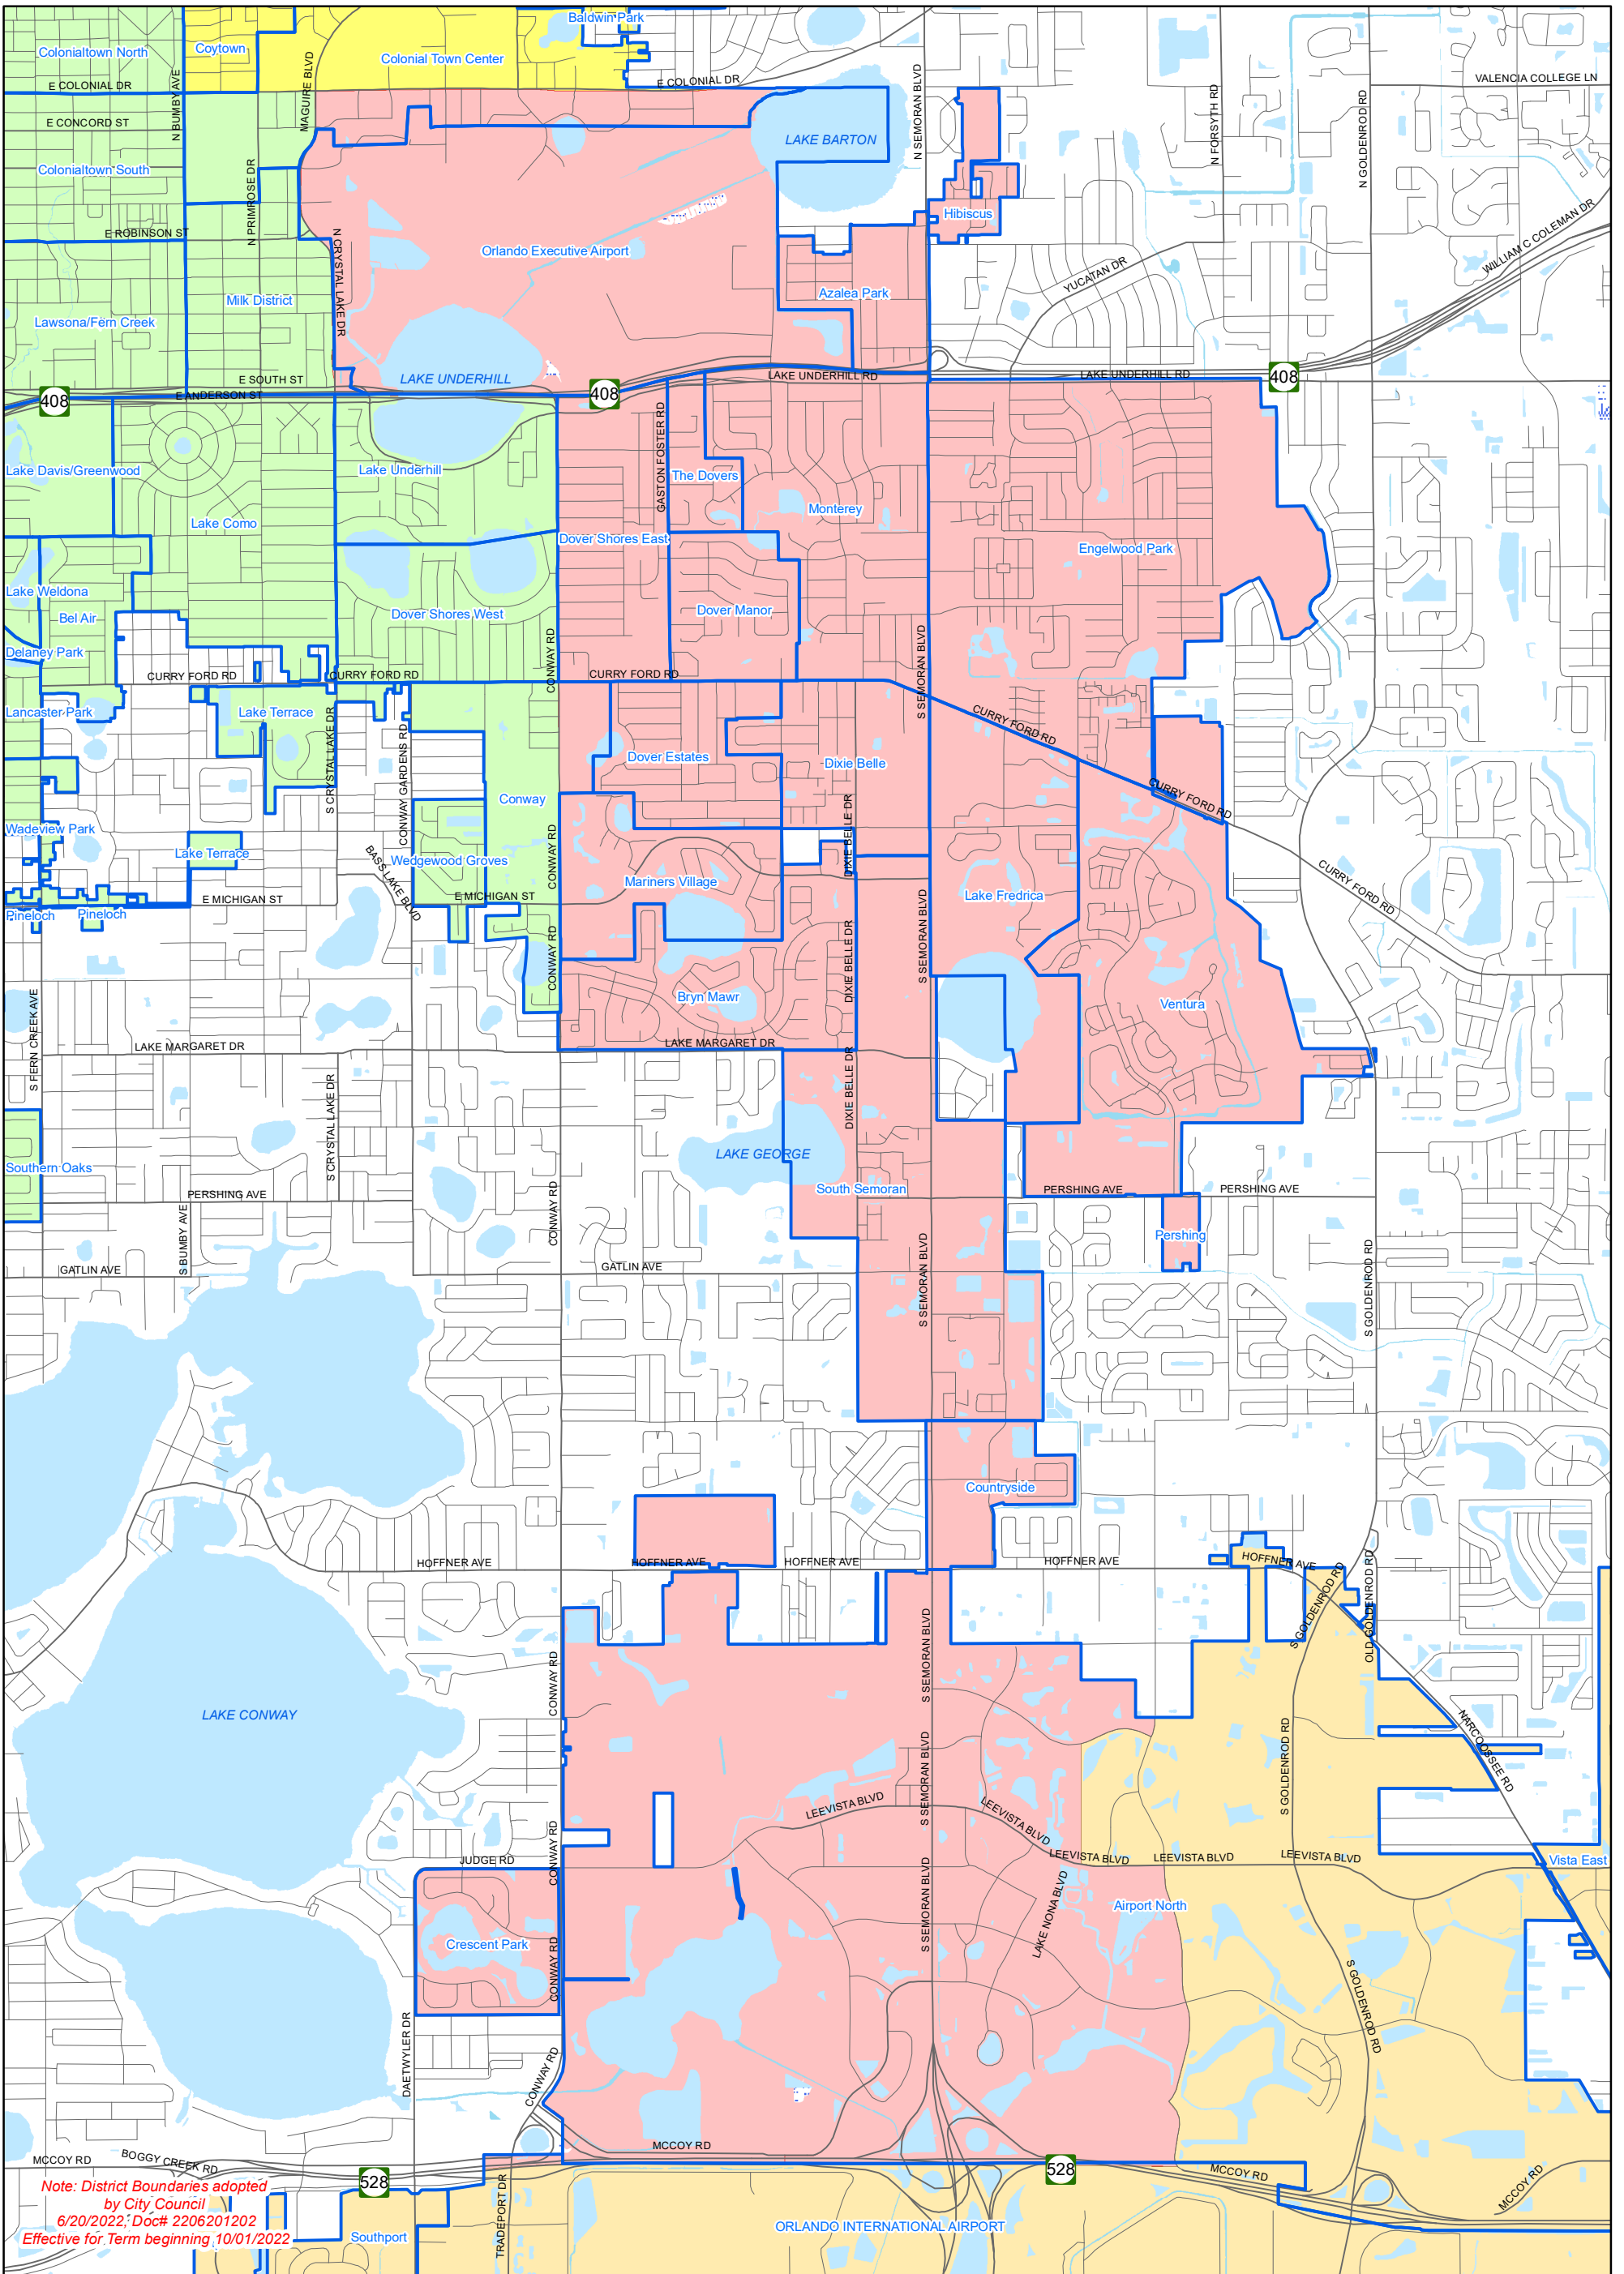 Baldwin Park
Colonialtown North
Coytown
Colonial Town Center
E COLONIAL DR
E COLONIAL DR
VALENCIA COLLEGE LN
N BUMBY AVE
MAGUIRE BLVD
N SEMORAN BLVD
N FORSYTH RD
N GOLDENROD RD
E CONCORD ST
LAKE BARTON
Colonialtown South
N PRIMROSE DR
Hibiscus
E ROBINSON ST
N CRYSTAL LAKE DR
Orlando Executive Airport
WILLIAM C COLEMAN DR
YUCATAN DR
Azalea Park
Milk District
Lawsona/Fern Creek
E SOUTH ST
LAKE UNDERHILL
LAKE UNDERHILL RD
LAKE UNDERHILL RD
408
408
408
E ANDERSON ST
GASTON FOSTER RD
Lake Davis/Greenwood
Lake Underhill
The Dovers
Monterey
Lake Como
Dover Shores East
Engelwood Park
Lake Weldona
Bel Air
Dover Shores West
Dover Manor
Delaney Park
CONWAY RD
S SEMORAN BLVD
CURRY FORD RD
CURRY FORD RD
CURRY FORD RD
CURRY FORD RD
Lancaster Park
Lake Terrace
S CRYSTAL LAKE DR
CONWAY GARDENS RD
Dover Estates
Dixie Belle
Conway
CURRY FORD RD
DIXIE BELLE DR
Wadeview Park
Lake Terrace
BASS LAKE BLVD
Wedgewood Groves
CONWAY RD
Mariners Village
Lake Fredrica
CURRY FORD RD
E MICHIGAN ST
E MICHIGAN ST
Pineloch
Pineloch
CONWAY RD
DIXIE BELLE DR
S SEMORAN BLVD
Bryn Mawr
Ventura
S FERN CREEK AVE
LAKE MARGARET DR
LAKE MARGARET DR
S CRYSTAL LAKE DR
DIXIE BELLE DR
LAKE GEORGE
Southern Oaks
South Semoran
PERSHING AVE
PERSHING AVE
PERSHING AVE
S BUMBY AVE
CONWAY RD
Pershing
GATLIN AVE
GATLIN AVE
S SEMORAN BLVD
S GOLDENROD RD
Countryside
HOFFNER AVE
HOFFNER AVE
HOFFNER AVE
HOFFNER AVE
HOFFNER AVE
S GOLDENROD RD
OLD GOLDENROD RD
CONWAY RD
S SEMORAN BLVD
LAKE CONWAY
S SEMORAN BLVD
S GOLDENROD RD
NARCOOSSEE RD
LEEVISTA BLVD
LEEVISTA BLVD
LEEVISTA BLVD
LEEVISTA BLVD
LEEVISTA BLVD
JUDGE RD
CONWAY RD
Vista East
S SEMORAN BLVD
LAKE NONA BLVD
Airport North
Crescent Park
CONWAY RD
S GOLDENROD RD
DAETWYLER DR
CONWAY RD
MCCOY RD
MCCOY RD
BOGGY CREEK RD
528
528
MCCOY RD
MCCOY RD
TRADEPORT DR
Note: District Boundaries adopted
by City Council
6/20/2022, Doc# 2206201202
Effective for Term beginning 10/01/2022
Southport
ORLANDO INTERNATIONAL AIRPORT